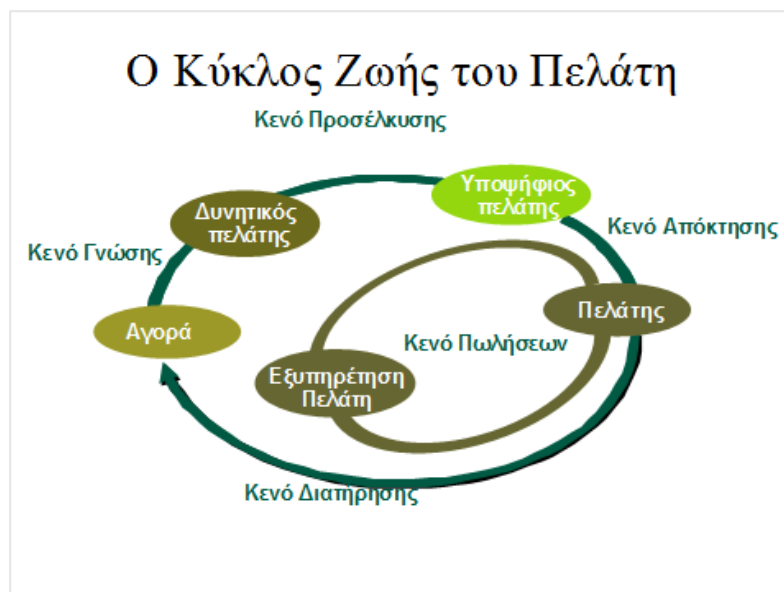 Ο Κύκλος Ζωής του Πελάτη
Κενό Προσέλκυσης
Υποψήφιος
πελάτης
Δυνητικός
πελάτης
Κενό Απόκτησης
Κενό Γνώσης
Πελάτης
Αγορά
Κενό Πωλήσεων
Εξυπηρέτηση
Πελάτη
Κενό Διατήρησης